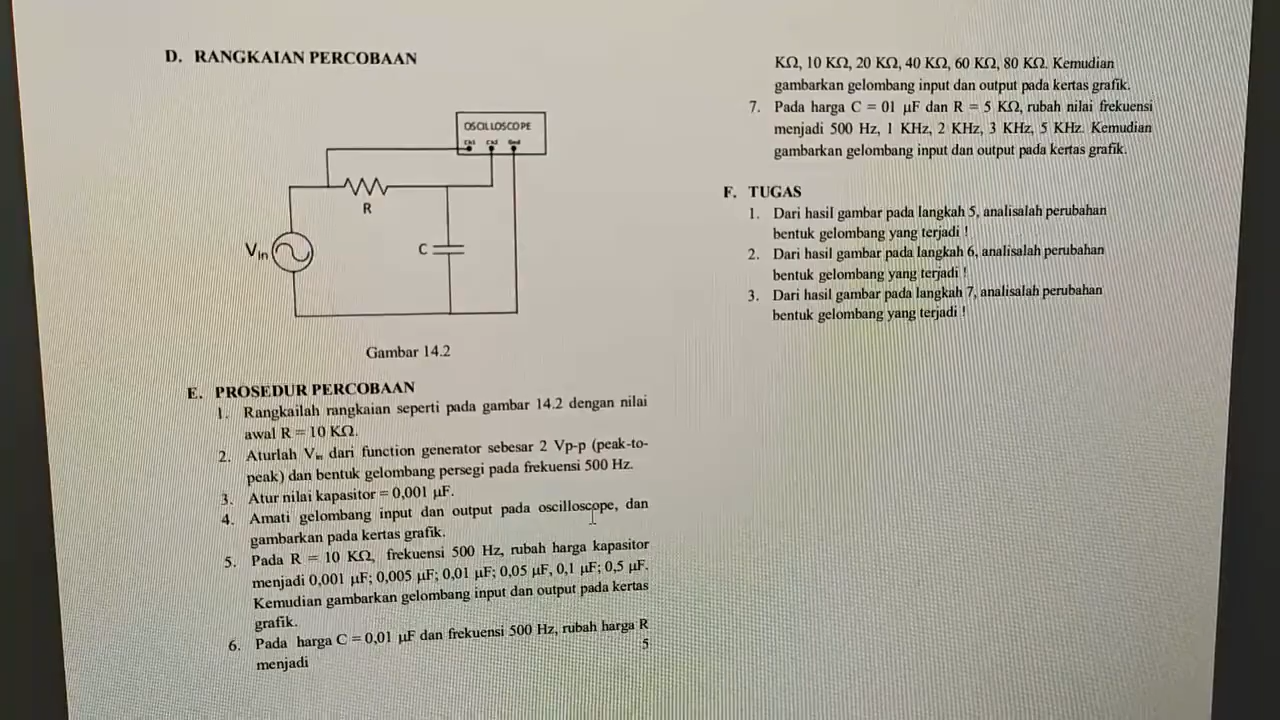 D. RANGKAIAN PERCOBAAN
OSCILLOSCOPE
Ch1 Ch2 Gnd
R
Vin
C
Gambar 14.2
E. PROSEDUR PERCOBAAN
1. Rangkailah rangkaian seperti pada gambar 14.2 dengan nilai
awal R = 10 KΩ.
2. Aturlah Vin dari function generator sebesar 2 Vp-p (peak-to-
peak) dan bentuk gelombang persegi pada frekuensi 500 Hz.
3. Atur nilai kapasitor = 0,001 µF.
4. Amati gelombang input dan output pada oscilloscope, dan
gambarkan pada kertas grafik.
5. Pada R = 10 KΩ, frekuensi 500 Hz, rubah harga kapasitor
menjadi 0,001 µF; 0,005 µF; 0,01 µF; 0,05 µF, 0,1 µF; 0,5 µF.
Kemudian gambarkan gelombang input dan output pada kertas
grafik.
6. Pada harga C = 0,01 µF dan frekuensi 500 Hz, rubah harga R
menjadi 5
KΩ, 10 KΩ, 20 KΩ, 40 KΩ, 60 KΩ, 80 KΩ. Kemudian
gambarkan gelombang input dan output pada kertas grafik.
7. Pada harga C = 01 µF dan R = 5 KΩ, rubah nilai frekuensi
menjadi 500 Hz, 1 KHz, 2 KHz, 3 KHz, 5 KHz. Kemudian
gambarkan gelombang input dan output pada kertas grafik.
F. TUGAS
1. Dari hasil gambar pada langkah 5, analisalah perubahan
bentuk gelombang yang terjadi !
2. Dari hasil gambar pada langkah 6, analisalah perubahan
bentuk gelombang yang terjadi !
3. Dari hasil gambar pada langkah 7, analisalah perubahan
bentuk gelombang yang terjadi !